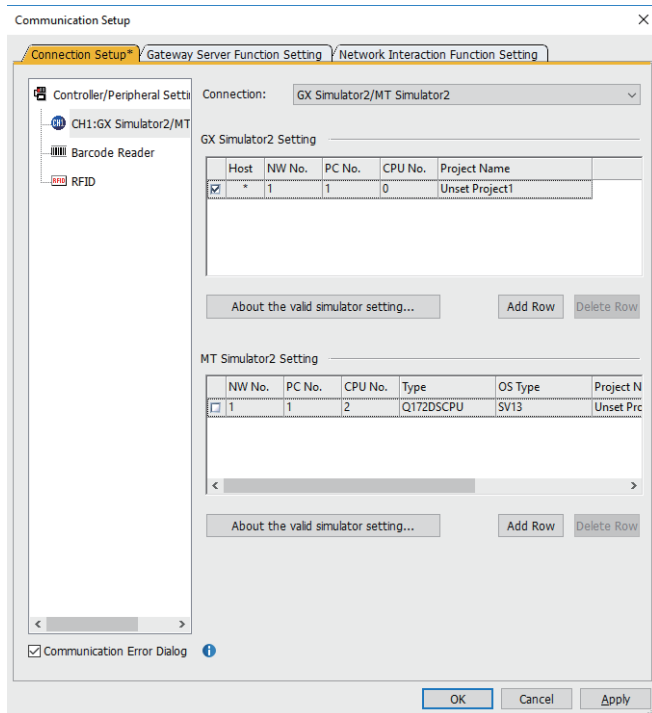 Communication Setup
Connection Setup* Gateway Server Function Setting Network Interaction Function Setting
Controller/Peripheral Settin
CH1 CH1:GX Simulator2/MT
Barcode Reader
RFID RFID
Connection: GX Simulator2/MT Simulator2
GX Simulator2 Setting
Host NW No. PC No. CPU No. Project Name
* 1 1 0 Unset Project1
About the valid simulator setting... Add Row Delete Row
MT Simulator2 Setting
NW No. PC No. CPU No. Type OS Type Project N
1 1 2 Q172DSCPU SV13 Unset Prc
About the valid simulator setting... Add Row Delete Row
Communication Error Dialog
OK Cancel Apply